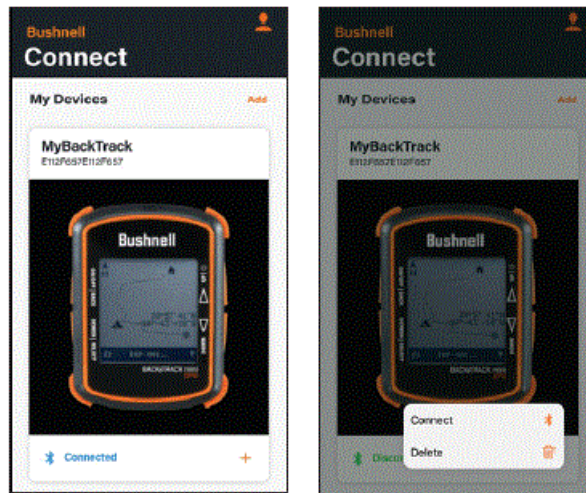 Bushnell
Connect
My Devices
Add
MyBackTrack
E112F657E112F657
Bushnell
Connected
+
Bushnell
Connect
My Devices
Add
MyBackTrack
E112F657E112F657
Bushnell
Connect
Delete